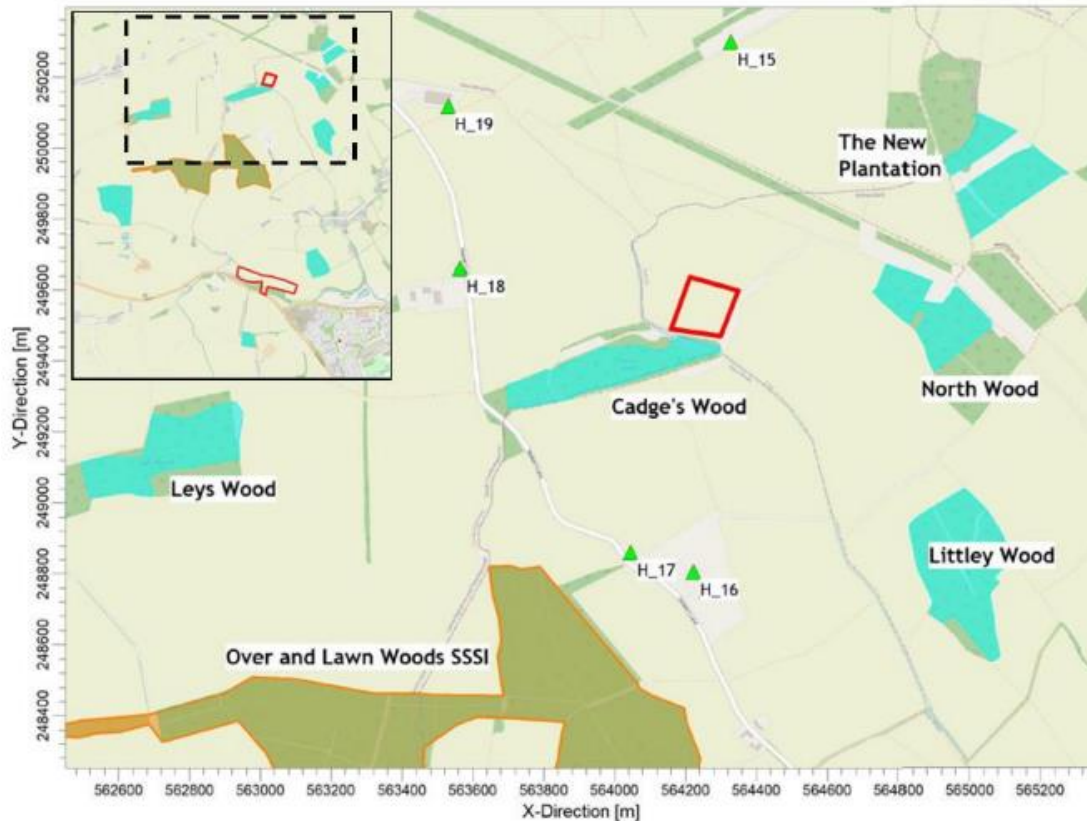 H_15
H_19
The New
Plantation
H_18
North Wood
Cadge's Wood
Leys Wood
Littley Wood
H_17
H_16
Over and Lawn Woods SSSI
Y-Direction [m]
250200
250000
249800
249600
249400
249200
249000
248800
248600
248400
562600
562800
563000
563200
563400
563600
563800
564000
564200
564400
564600
564800
565000
565200
X-Direction [m]